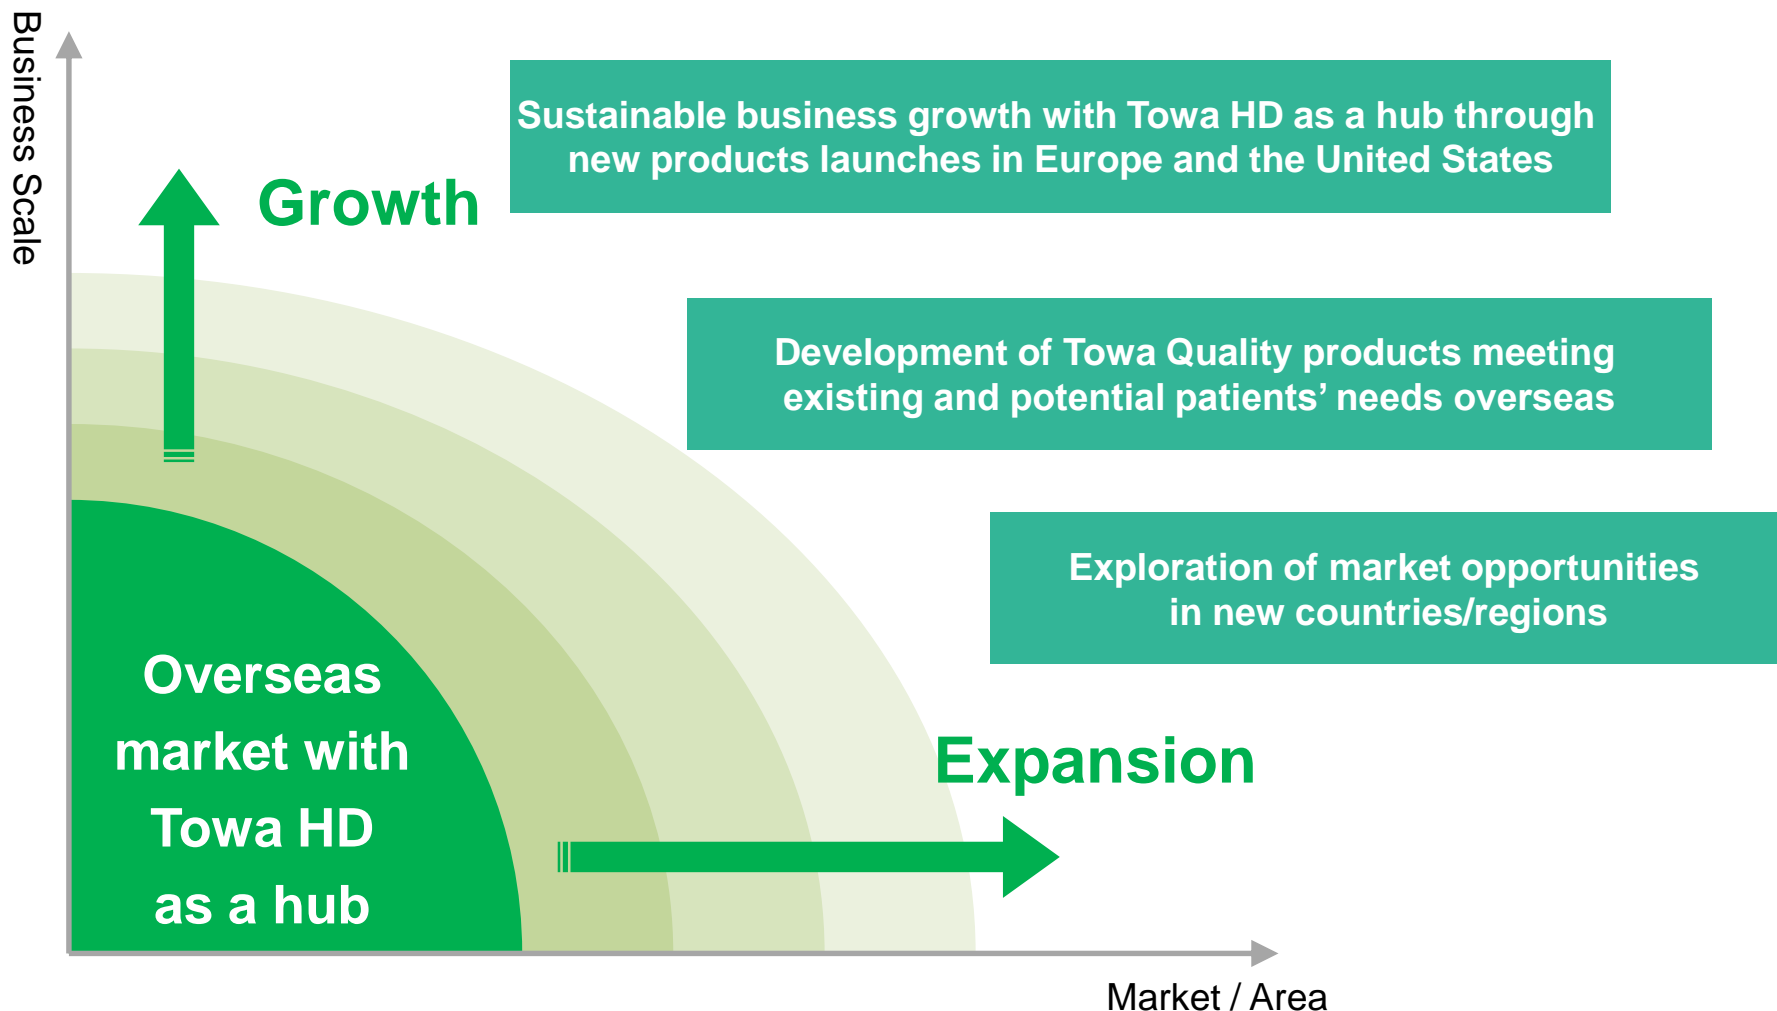 Business Scale
Sustainable business growth with Towa HD as a hub through
new products launches in Europe and the United States
Growth
Development of Towa Quality products meeting
existing and potential patients’ needs overseas
Exploration of market opportunities
in new countries/regions
Overseas
market with
Towa HD
as a hub
Expansion
Market / Area